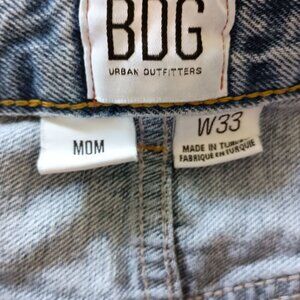 BDG
URBAN OUTFITTERS
MOM
W33
MADE IN TURKEY
FABRIQUÉ EN TURQUIE